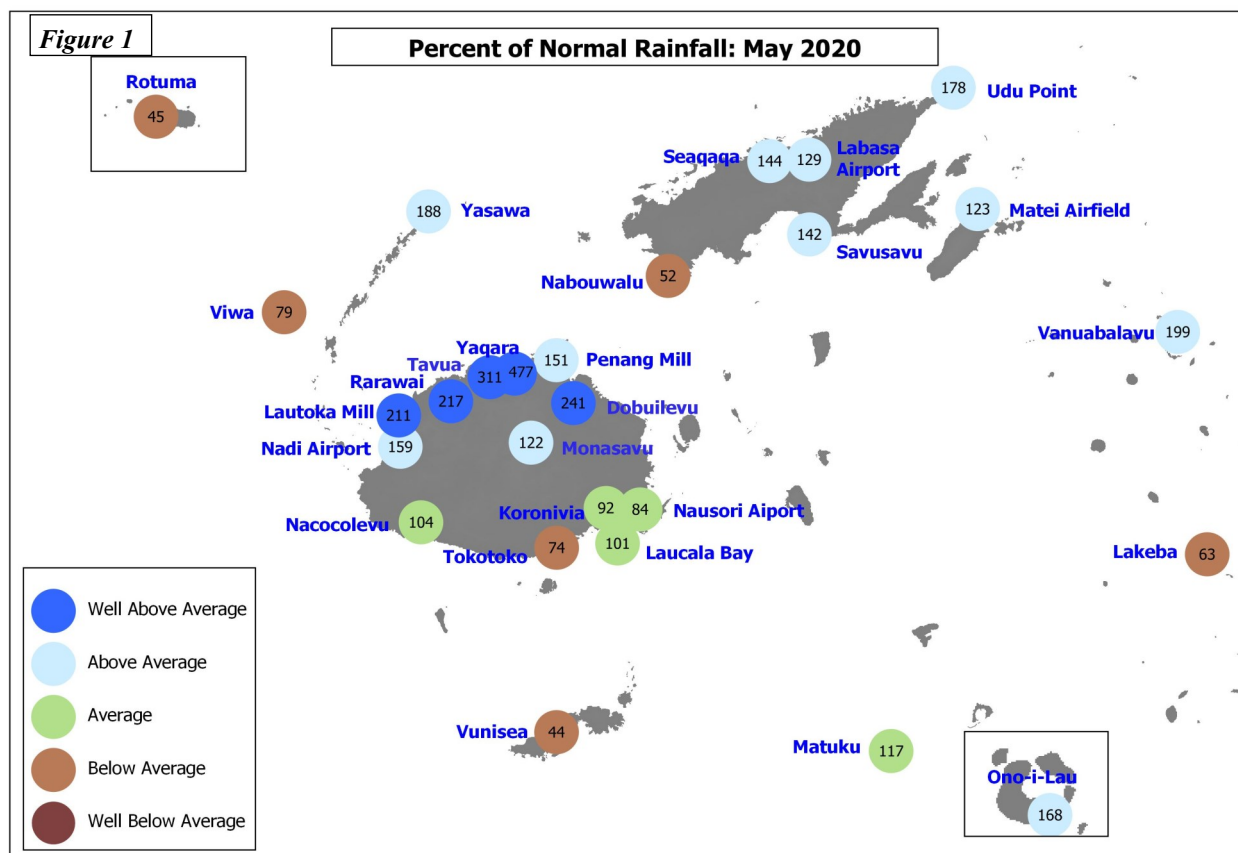 Figure 1
Percent of Normal Rainfall: May 2020
Rotuma
45
178
Udu Point
Seaqaqa
144
129
Labasa
Airport
188
Yasawa
123
Matei Airfield
142
Savusavu
Nabouwalu
52
Viwa
79
Vanuabalavu
199
Yaqara
Tavua
151
Penang Mill
311
477
Rarawai
217
241
Dobuilevu
Lautoka Mill
211
Nadi Airport
159
122
Monasavu
Koronivia
92
84
Nausori Aiport
Nacocolevu
104
Tokotoko
74
101
Laucala Bay
Lakeba
63
Well Above Average
Above Average
Average
Below Average
Well Below Average
Vunisea
44
Matuku
117
Ono-i-Lau
168